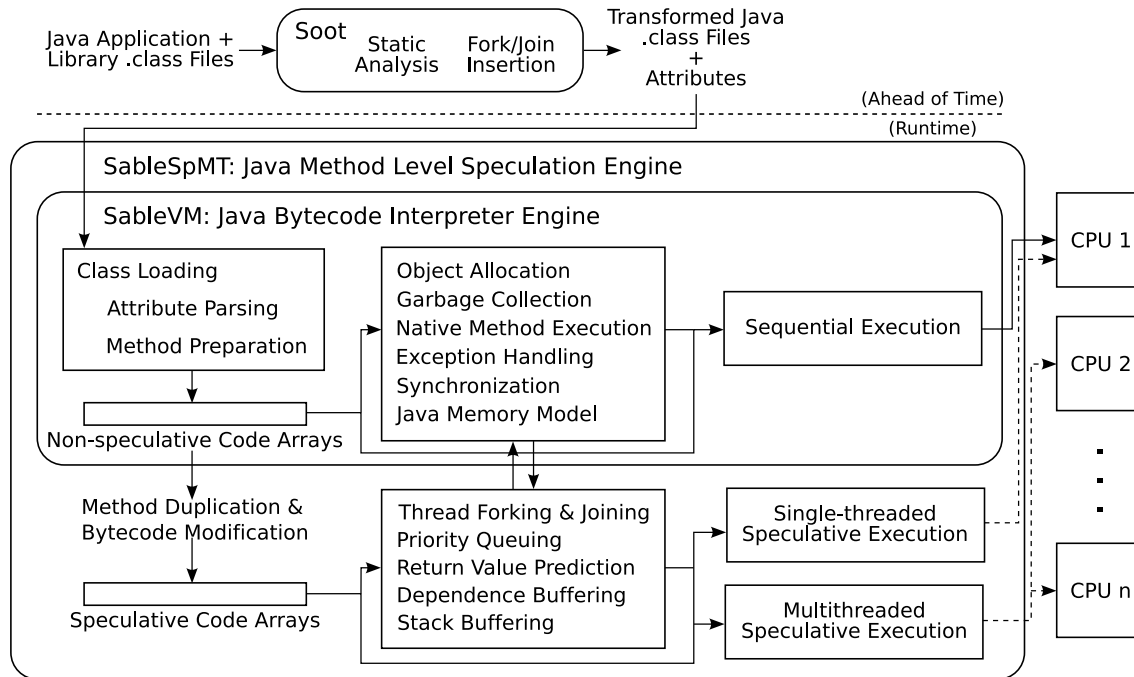 Java Application +
Library .class Files
Soot
Static
Analysis
Fork/Join
Insertion
Transformed Java
.class Files
+
Attributes
(Ahead of Time)
(Runtime)
SableSpMT: Java Method Level Speculation Engine
SableVM: Java Bytecode Interpreter Engine
Class Loading
Attribute Parsing
Method Preparation
Non-speculative Code Arrays
Object Allocation
Garbage Collection
Native Method Execution
Exception Handling
Synchronization
Java Memory Model
Sequential Execution
Method Duplication &
Bytecode Modification
Speculative Code Arrays
Thread Forking & Joining
Priority Queuing
Return Value Prediction
Dependence Buffering
Stack Buffering
Single-threaded
Speculative Execution
Multithreaded
Speculative Execution
CPU 1
CPU 2
CPU n